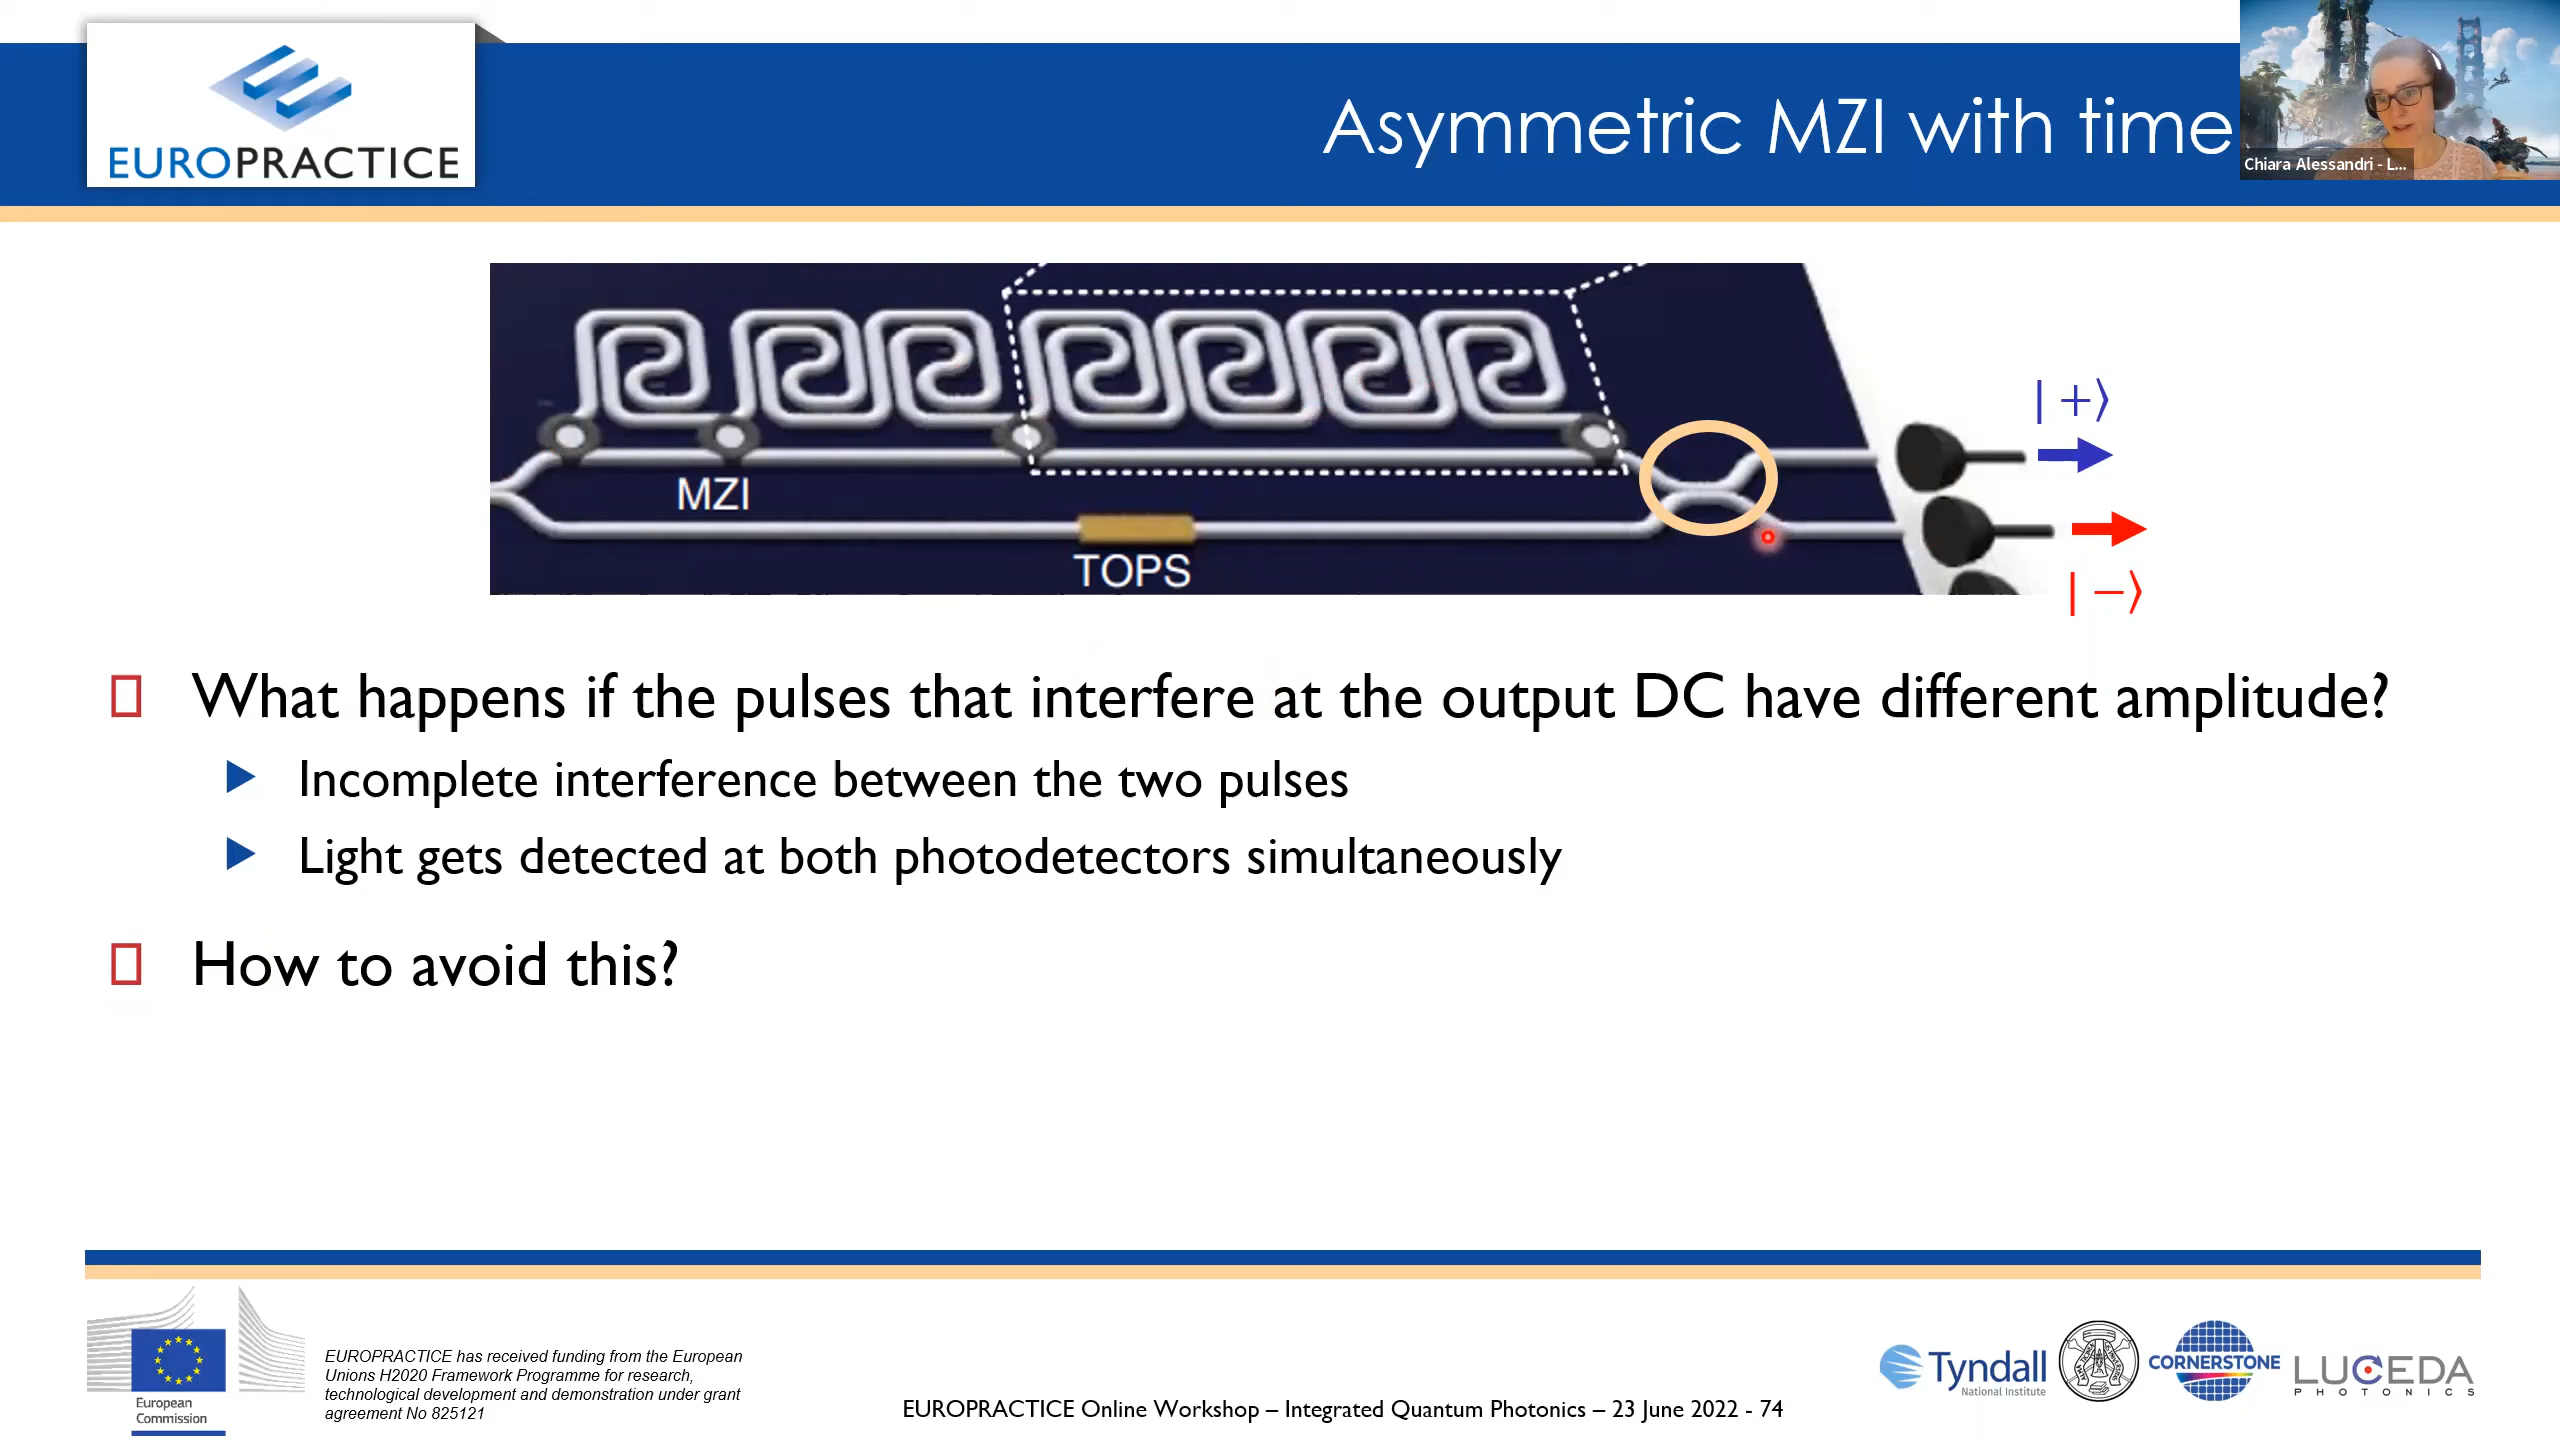 EUROPRACTICE
Asymmetric MZI with time
Chiara Alessandri - L...
MZI
TOPS
| +⟩
| −⟩
What happens if the pulses that interfere at the output DC have different amplitude?
Incomplete interference between the two pulses
Light gets detected at both photodetectors simultaneously
How to avoid this?
European
Commission
EUROPRACTICE has received funding from the European
Unions H2020 Framework Programme for research,
technological development and demonstration under grant
agreement No 825121
EUROPRACTICE Online Workshop – Integrated Quantum Photonics – 23 June 2022 - 74
Tyndall
National Institute
CORNERSTONE
LUCEDA
PHOTONICS